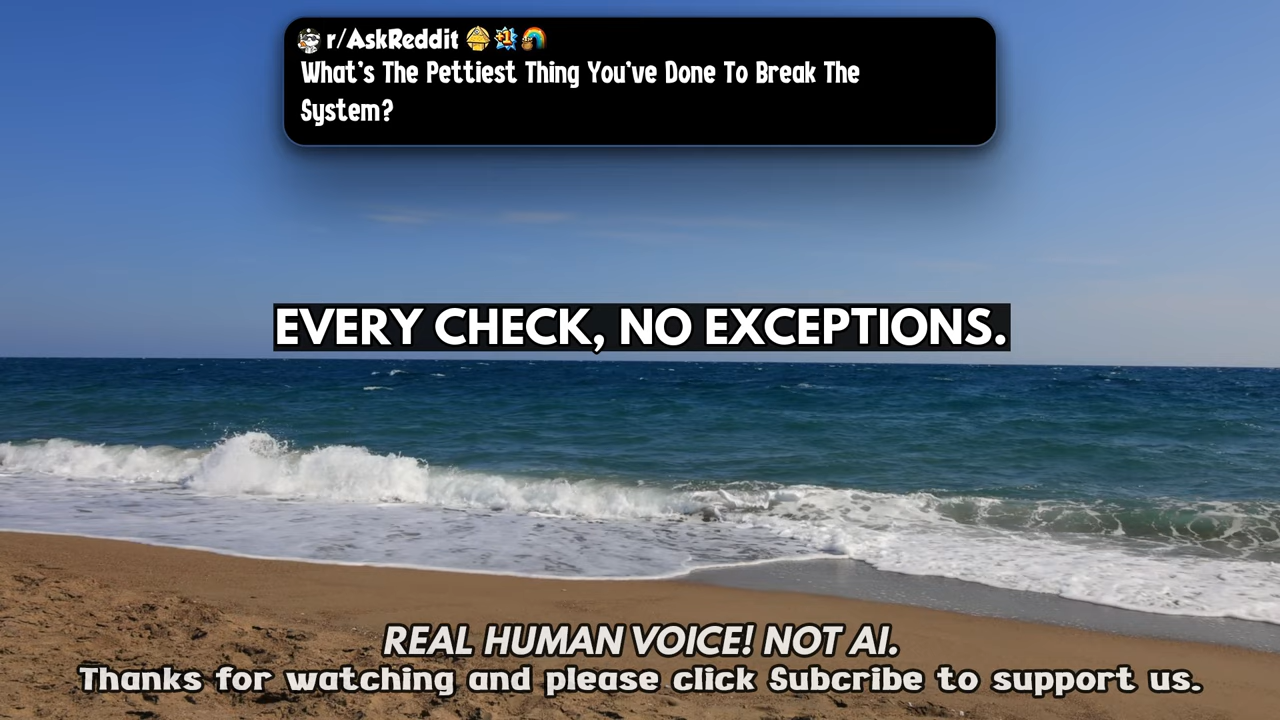 r/AskReddit
What's The Pettiest Thing You've Done To Break The
System?
EVERY CHECK, NO EXCEPTIONS.
REAL HUMAN VOICE! NOT AI.
Thanks for watching and please click Subcribe to support us.